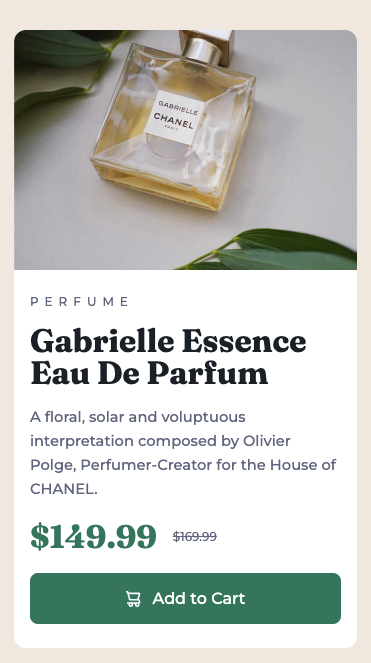 GABRIELLE
CHANEL
PARIS
PERFUME
Gabrielle Essence
Eau De Parfum
A floral, solar and voluptuous
interpretation composed by Olivier
Polge, Perfumer-Creator for the House of
CHANEL.
$149.99 $169.99
Add to Cart